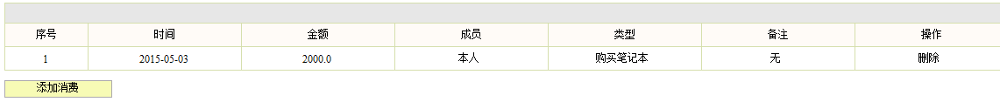 序号 时间 金额 成员 类型 备注 操作
1 2015-05-03 2000.0 本人 购买笔记本 无 删除
添加消费